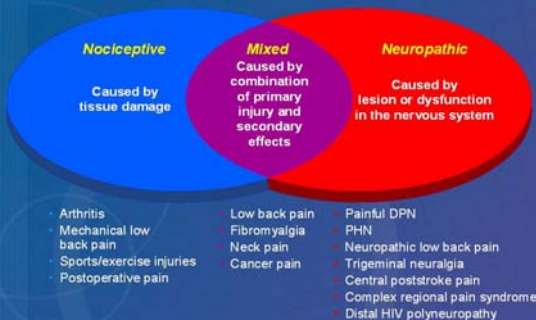 Nociceptive
Caused by
tissue damage
Mixed
Caused by
combination
of primary
injury and
secondary
effects
Neuropathic
Caused by
lesion or dysfunction
in the nervous system
Arthritis
Mechanical low
back pain
Sports/exercise injuries
Postoperative pain
Low back pain
Fibromyalgia
Neck pain
Cancer pain
Painful DPN
PHN
Neuropathic low back pain
Trigeminal neuralgia
Central poststroke pain
Complex regional pain syndrome
Distal HIV polyneuropathy